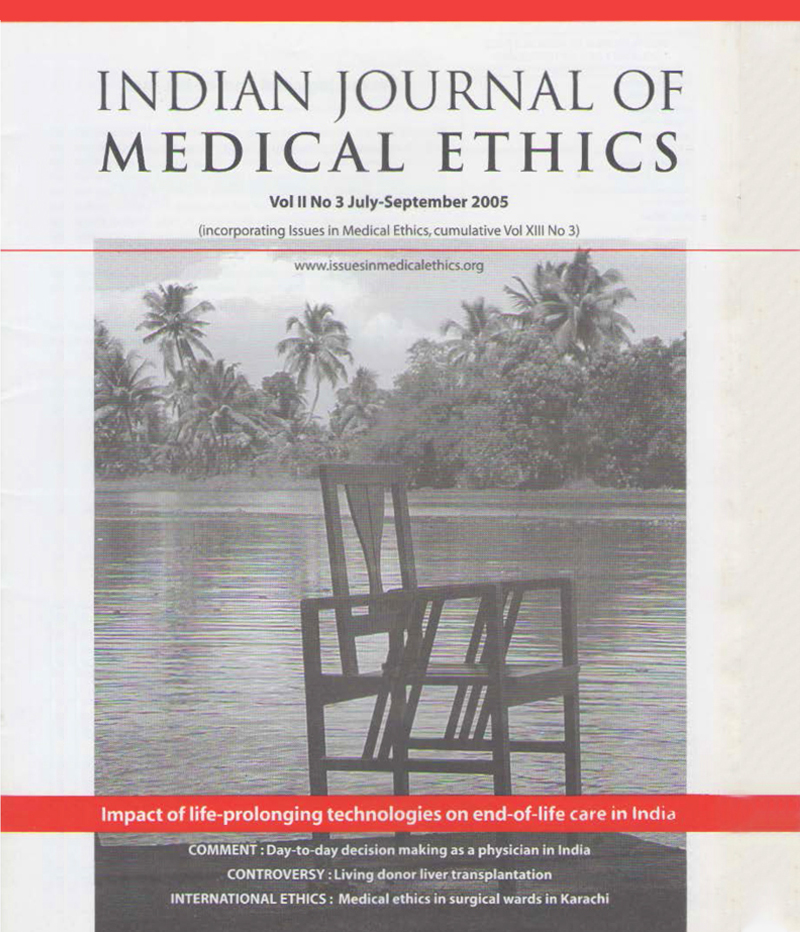 INDIAN JOURNAL OF
MEDICAL ETHICS
Vol II No 3 July-September 2005
(incorporating Issues in Medical Ethics, cumulative Vol XIII No 3)
www.issuesinmedicalethics.org
Impact of life-prolonging technologies on end-of-life care in India
COMMENT : Day-to-day decision making as a physician in India
CONTROVERSY : Living donor liver transplantation
INTERNATIONAL ETHICS : Medical ethics in surgical wards in Karachi